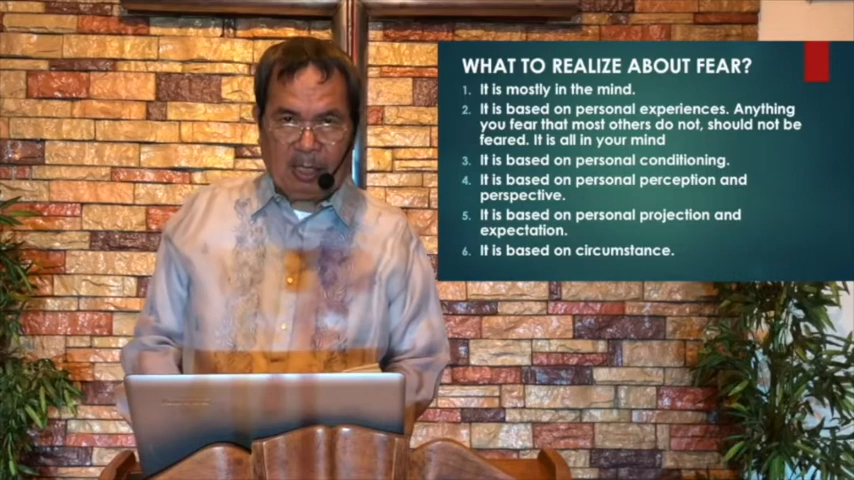 WHAT TO REALIZE ABOUT FEAR?
1. It is mostly in the mind.
2. It is based on personal experiences. Anything
you fear that most others do not, should not be
feared. It is all in your mind
3. It is based on personal conditioning.
4. It is based on personal perception and
perspective.
5. It is based on personal projection and
expectation.
6. It is based on circumstance.